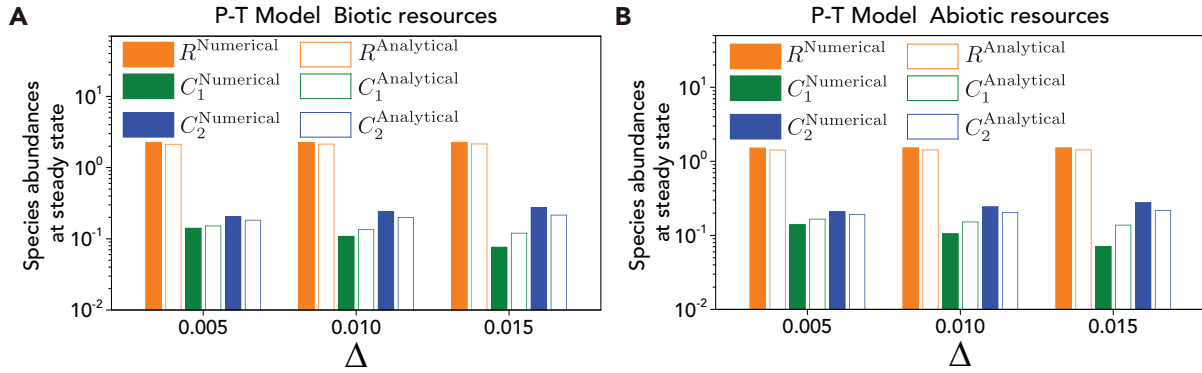 A
P-T Model Biotic resources
R^Numerical R^Analytical
C_1^Numerical C_1^Analytical
C_2^Numerical C_2^Analytical
Species abundances
at steady state
10^1
10^0
10^-1
10^-2
0.005 0.010 0.015
Δ
B
P-T Model Abiotic resources
R^Numerical R^Analytical
C_1^Numerical C_1^Analytical
C_2^Numerical C_2^Analytical
Species abundances
at steady state
10^1
10^0
10^-1
10^-2
0.005 0.010 0.015
Δ